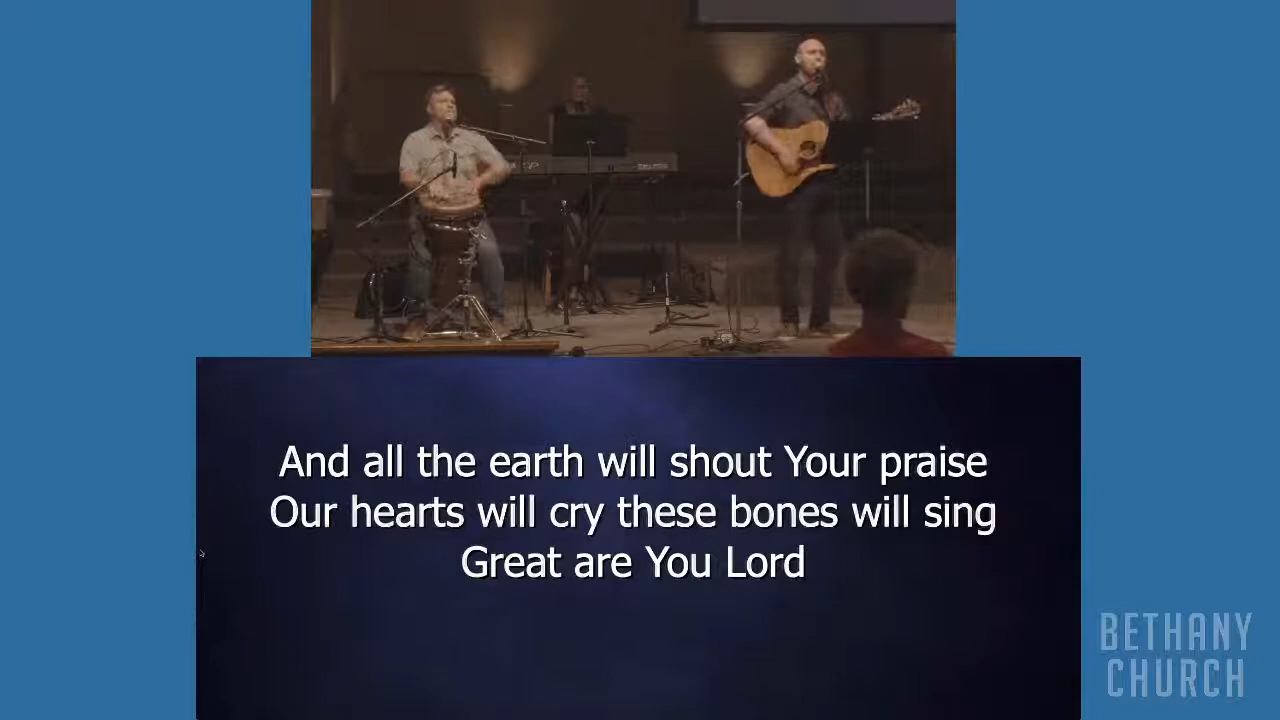 And all the earth will shout Your praise
Our hearts will cry these bones will sing
Great are You Lord
BETHANY
CHURCH